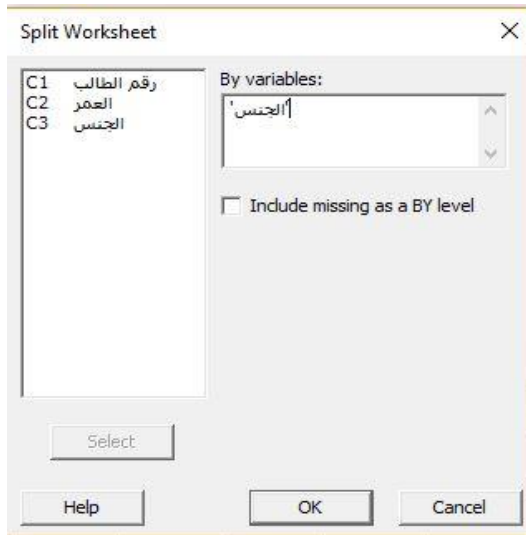 Split Worksheet
C1 رقم الطالب
C2 العمر
C3 الجنس
By variables:
'الجنس'
Include missing as a BY level
Select
Help
OK
Cancel